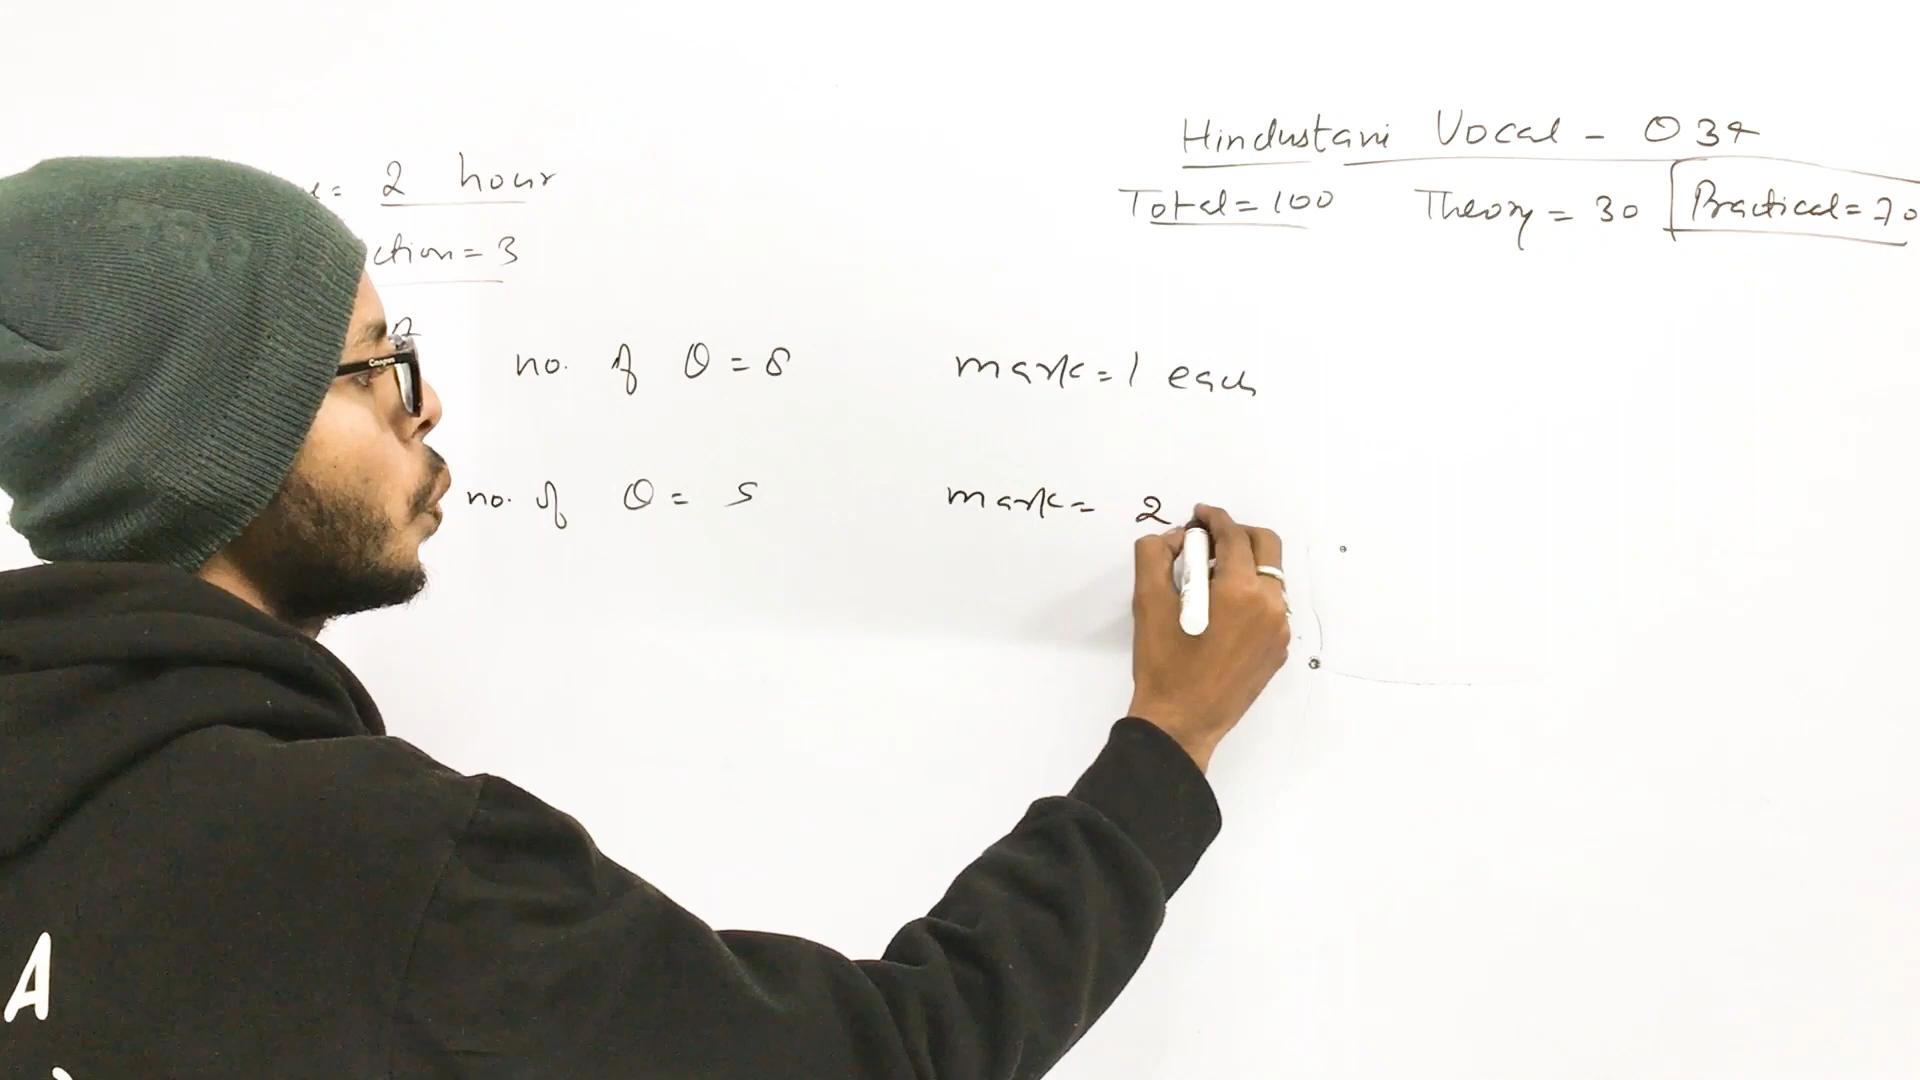 Hindustani Vocal - 034
Total = 100 Theory = 30 Practical = 70
= 2 hour
ction = 3
no. of Q = 8 mark = 1 each
no. of Q = 5 mark = 2
A